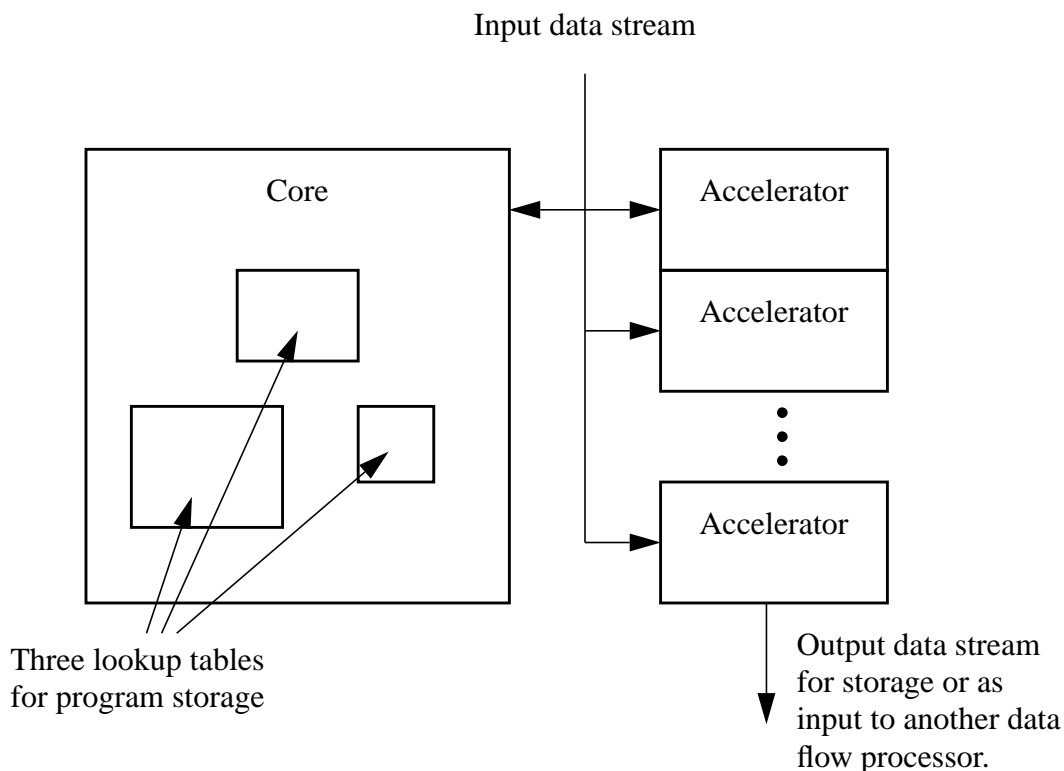 Input data stream
Core
Accelerator
Accelerator
Accelerator
Three lookup tables
for program storage
Output data stream
for storage or as
input to another data
flow processor.